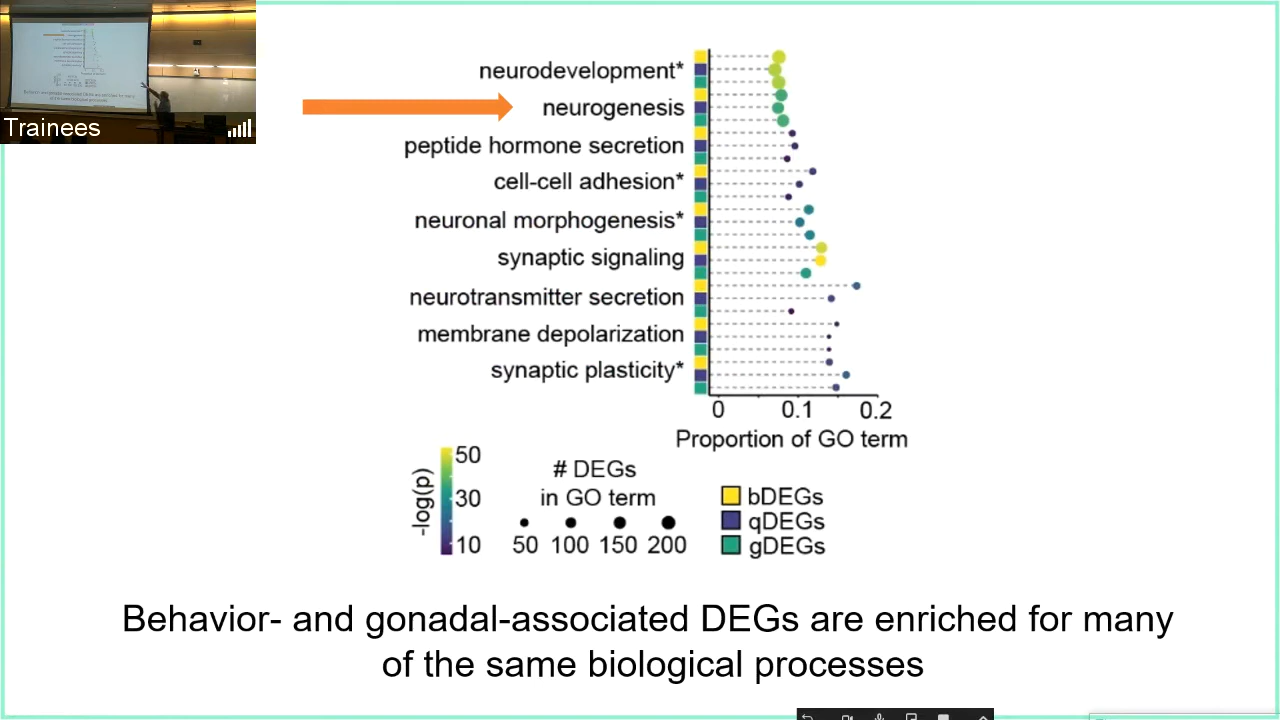 Trainees
neurodevelopment*
neurogenesis
peptide hormone secretion
cell-cell adhesion*
neuronal morphogenesis*
synaptic signaling
neurotransmitter secretion
membrane depolarization
synaptic plasticity*
0 0.1 0.2
Proportion of GO term
-log(p)
50
30
10
# DEGs
in GO term
50 100 150 200
bDEGs
qDEGs
gDEGs
Behavior- and gonadal-associated DEGs are enriched for many
of the same biological processes